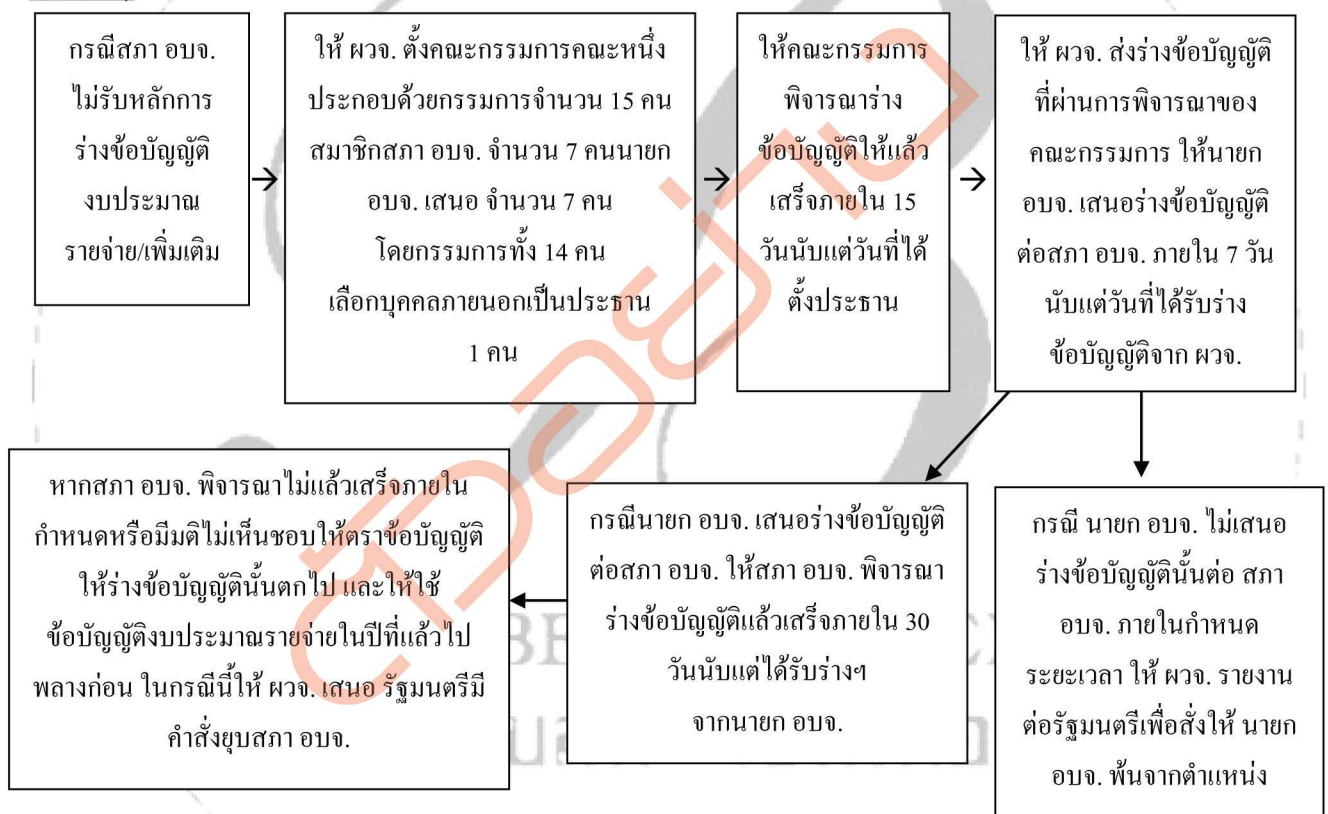 กรณีสภา อบจ.
ไม่รับหลักการ
ร่างข้อบัญญัติ
งบประมาณ
รายจ่าย/เพิ่มเติม
ให้ ผวจ. ตั้งคณะกรรมการคณะหนึ่ง
ประกอบด้วยกรรมการจำนวน 15 คน
สมาชิกสภา อบจ. จำนวน 7 คนนายก
อบจ. เสนอ จำนวน 7 คน
โดยกรรมการทั้ง 14 คน
เลือกบุคคลภายนอกเป็นประธาน
1 คน
ให้คณะกรรมการ
พิจารณาร่าง
ข้อบัญญัติให้แล้ว
เสร็จภายใน 15
วันนับแต่วันที่ได้
ตั้งประธาน
ให้ ผวจ. ส่งร่างข้อบัญญัติ
ที่ผ่านการพิจารณาของ
คณะกรรมการ ให้นายก
อบจ. เสนอร่างข้อบัญญัติ
ต่อสภา อบจ. ภายใน 7 วัน
นับแต่วันที่ได้รับร่าง
ข้อบัญญัติจาก ผวจ.
หากสภา อบจ. พิจารณาไม่แล้วเสร็จภายใน
กำหนดหรือมีมติไม่เห็นชอบให้ตราข้อบัญญัติ
ให้ร่างข้อบัญญัตินั้นตกไป และให้ใช้
ข้อบัญญัติงบประมาณรายจ่ายในปีที่แล้วไป
พลางก่อน ในกรณีนี้ให้ ผวจ. เสนอ รัฐมนตรีมี
คำสั่งยุบสภา อบจ.
กรณีนายก อบจ. เสนอร่างข้อบัญญัติ
ต่อสภา อบจ. ให้สภา อบจ. พิจารณา
ร่างข้อบัญญัติแล้วเสร็จภายใน 30
วันนับแต่ได้รับร่างฯ
จากนายก อบจ.
กรณี นายก อบจ. ไม่เสนอ
ร่างข้อบัญญัตินั้นต่อ สภา
อบจ. ภายในกำหนด
ระยะเวลา ให้ ผวจ. รายงาน
ต่อรัฐมนตรีเพื่อสั่งให้ นายก
อบจ. พ้นจากตำแหน่ง
ตัวอย่าง